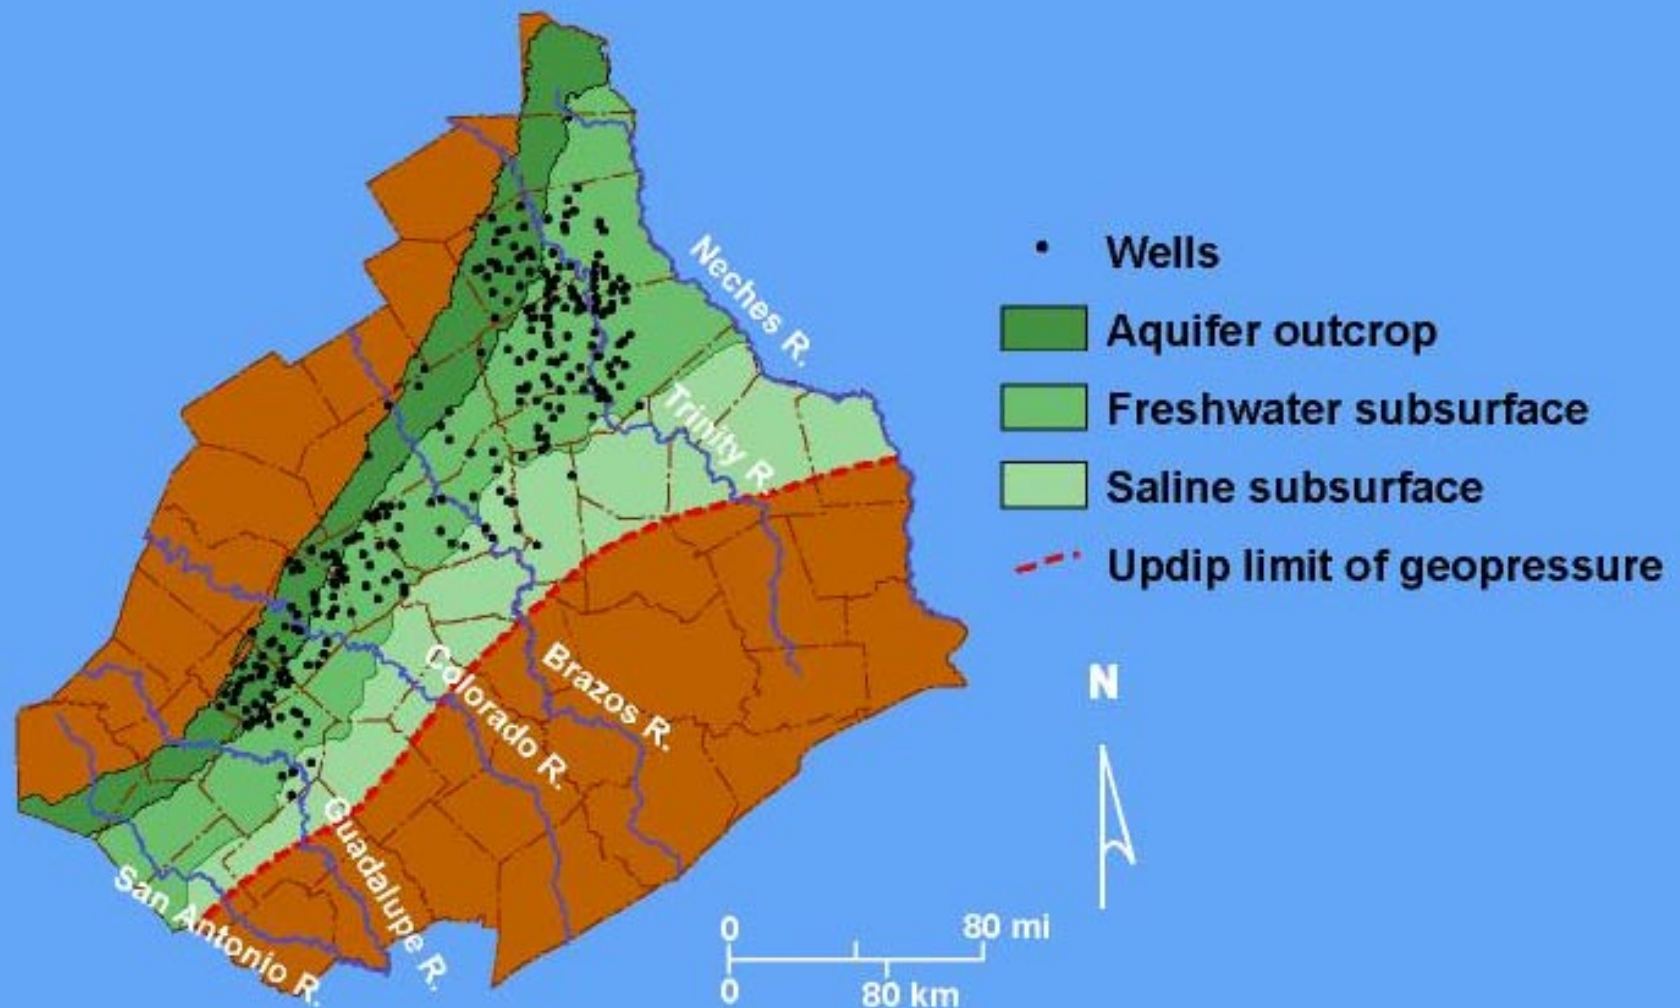 Neches R.
Trinity R.
Brazos R.
Colorado R.
Guadalupe R.
San Antonio R.
Wells
Aquifer outcrop
Freshwater subsurface
Saline subsurface
Updip limit of geopressure
N
0 80 mi
0 80 km